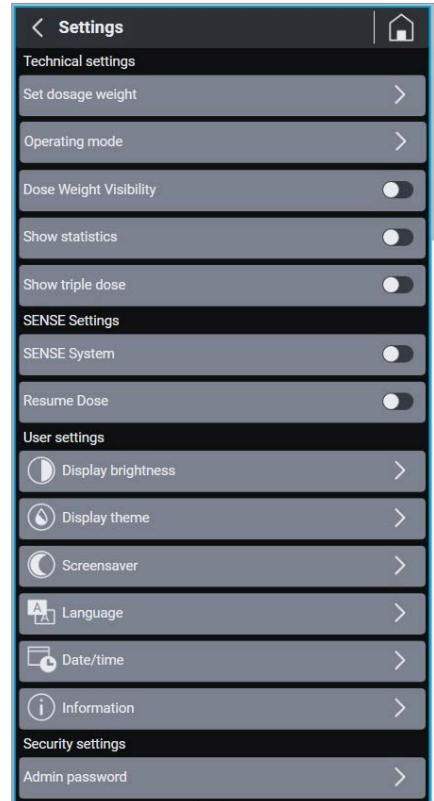 Settings
Technical settings
Set dosage weight
Operating mode
Dose Weight Visibility
Show statistics
Show triple dose
SENSE Settings
SENSE System
Resume Dose
User settings
Display brightness
Display theme
Screensaver
A
A
Language
Date/time
i
Information
Security settings
Admin password